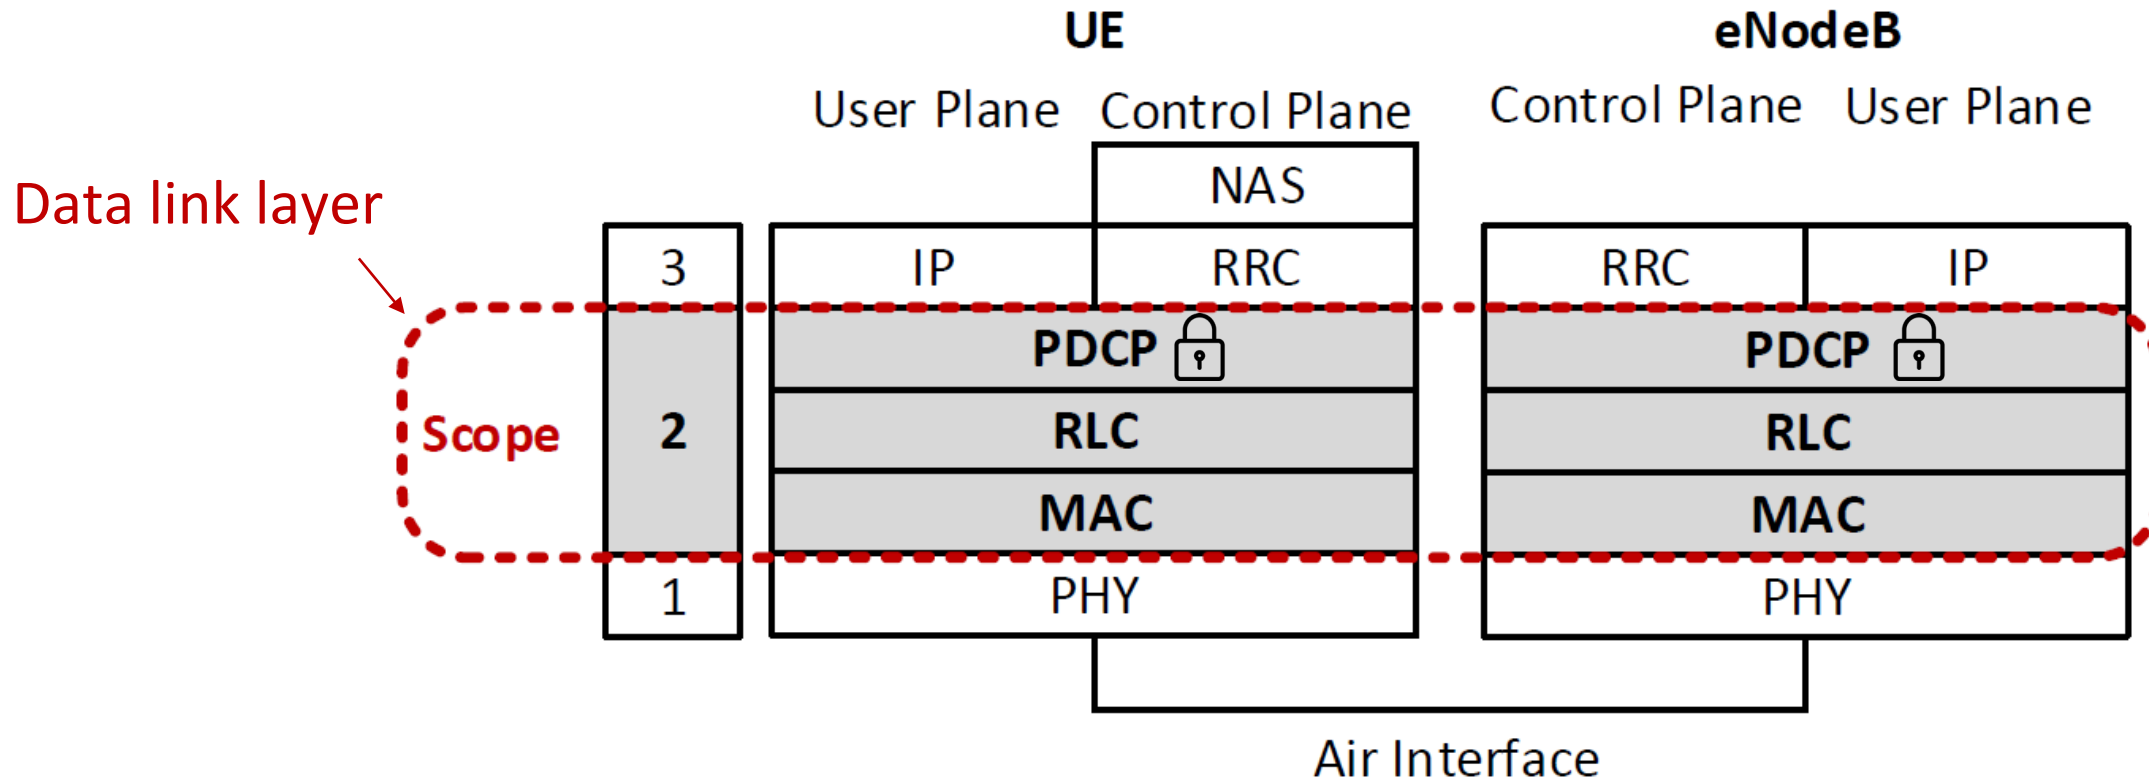 UE eNodeB
User Plane Control Plane Control Plane User Plane
NAS
Data link layer
3 IP RRC RRC IP
PDCP PDCP
Scope 2 RLC RLC
MAC MAC
1 PHY PHY
Air Interface